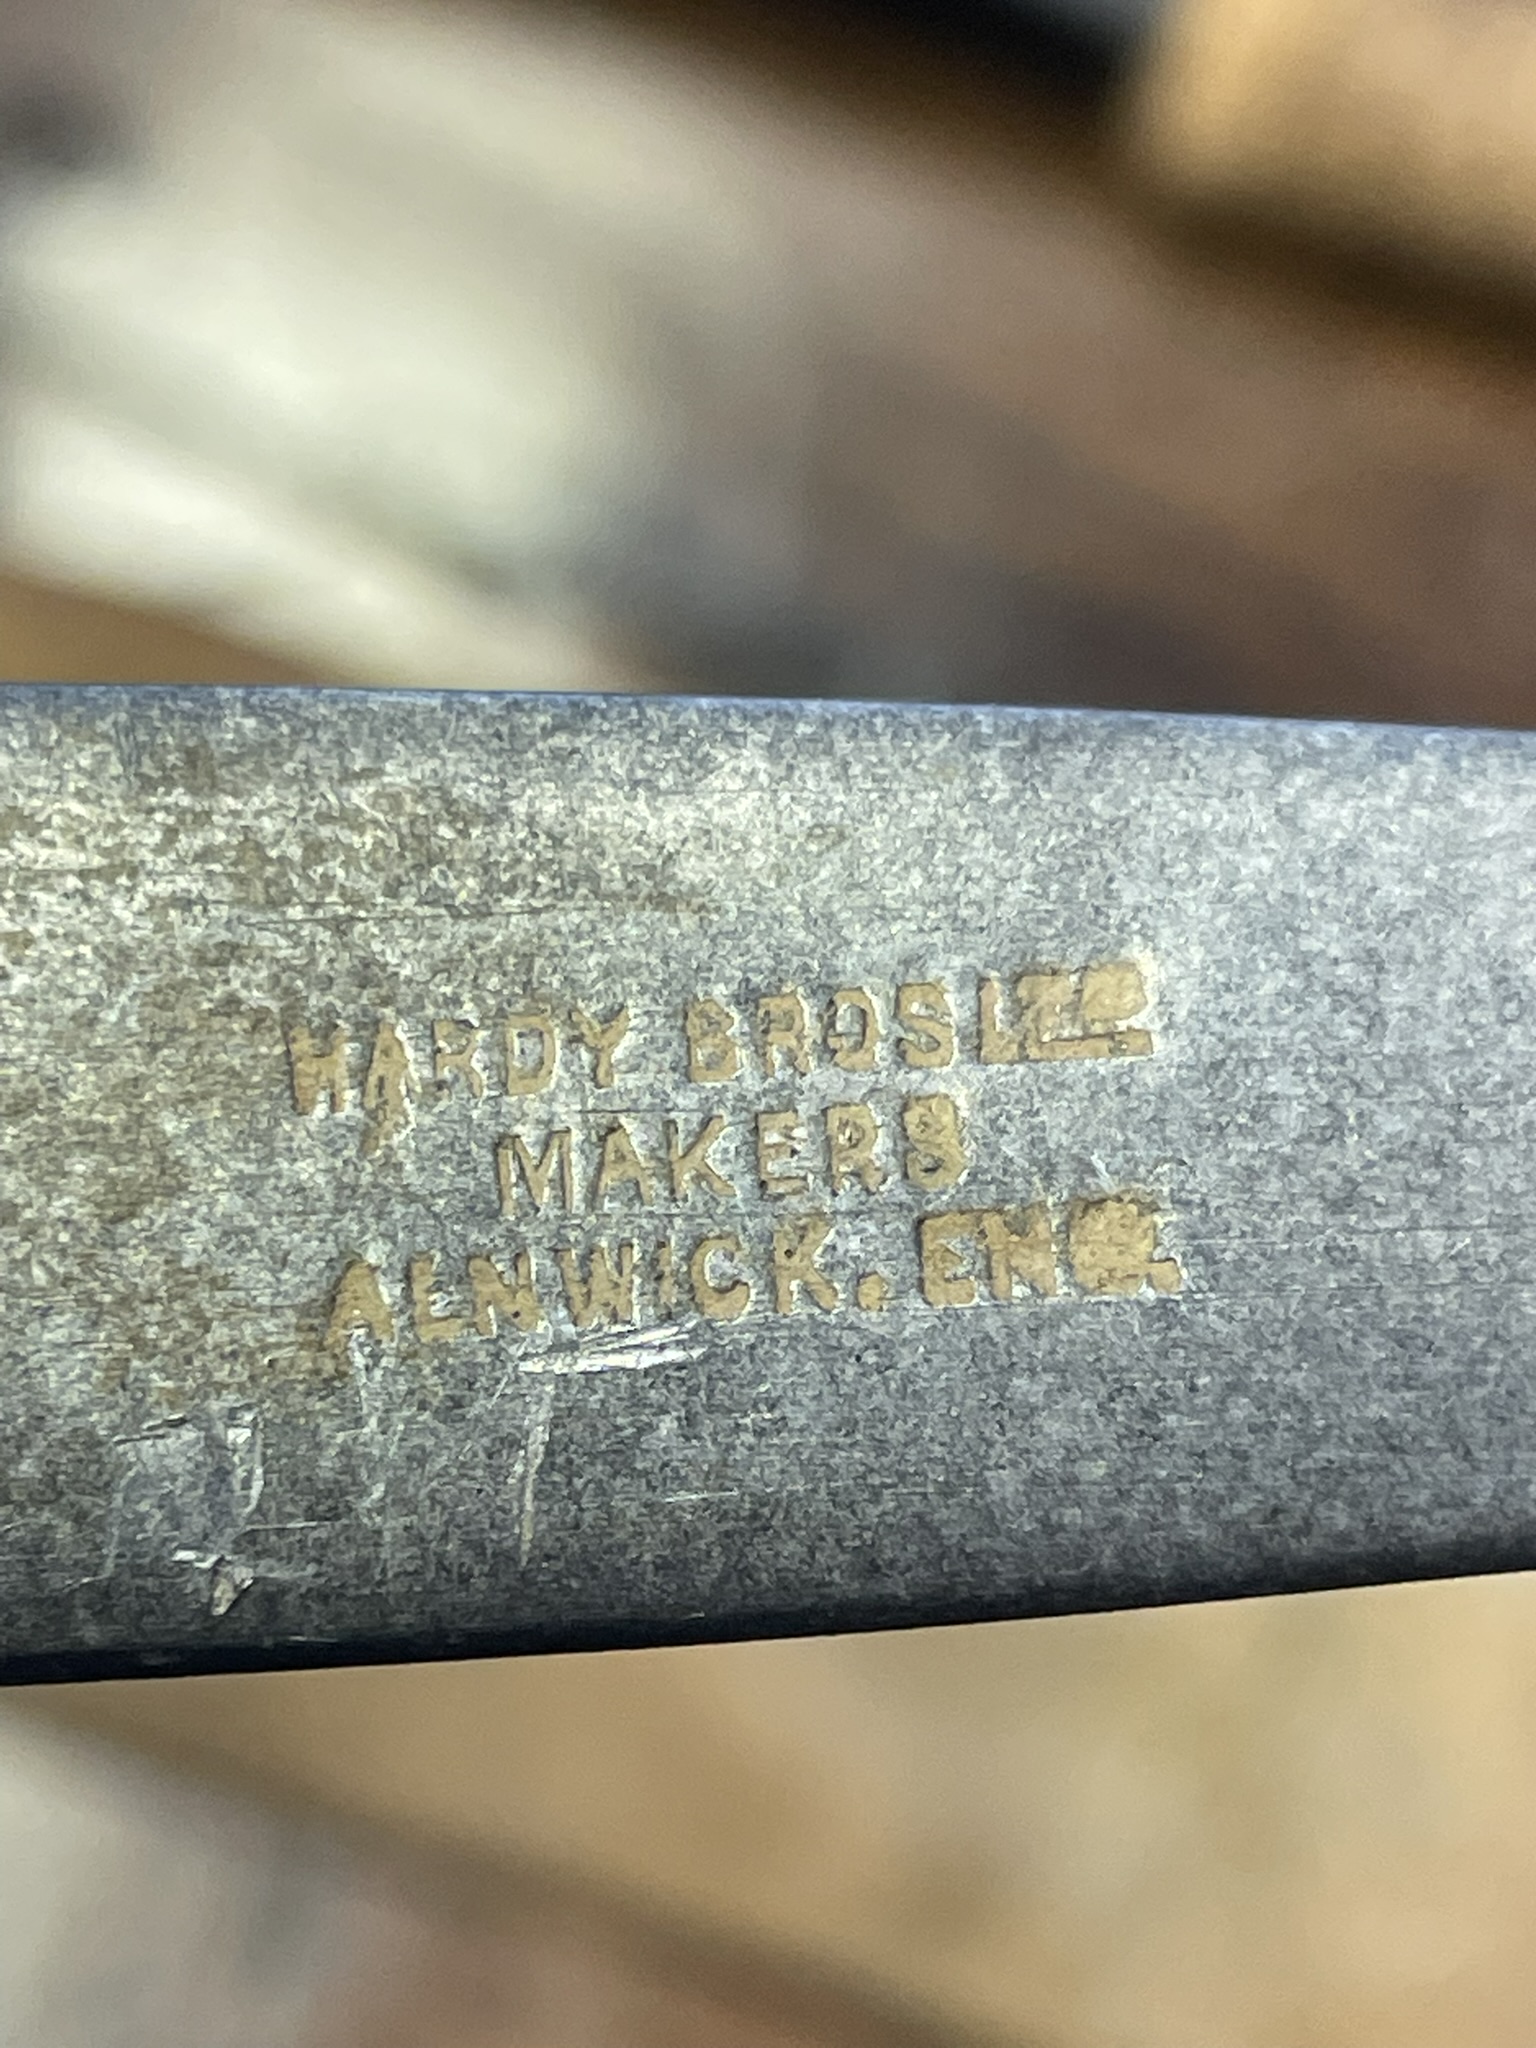 HARDY BROS LTD
MAKERS
ALNWICK. ENG.